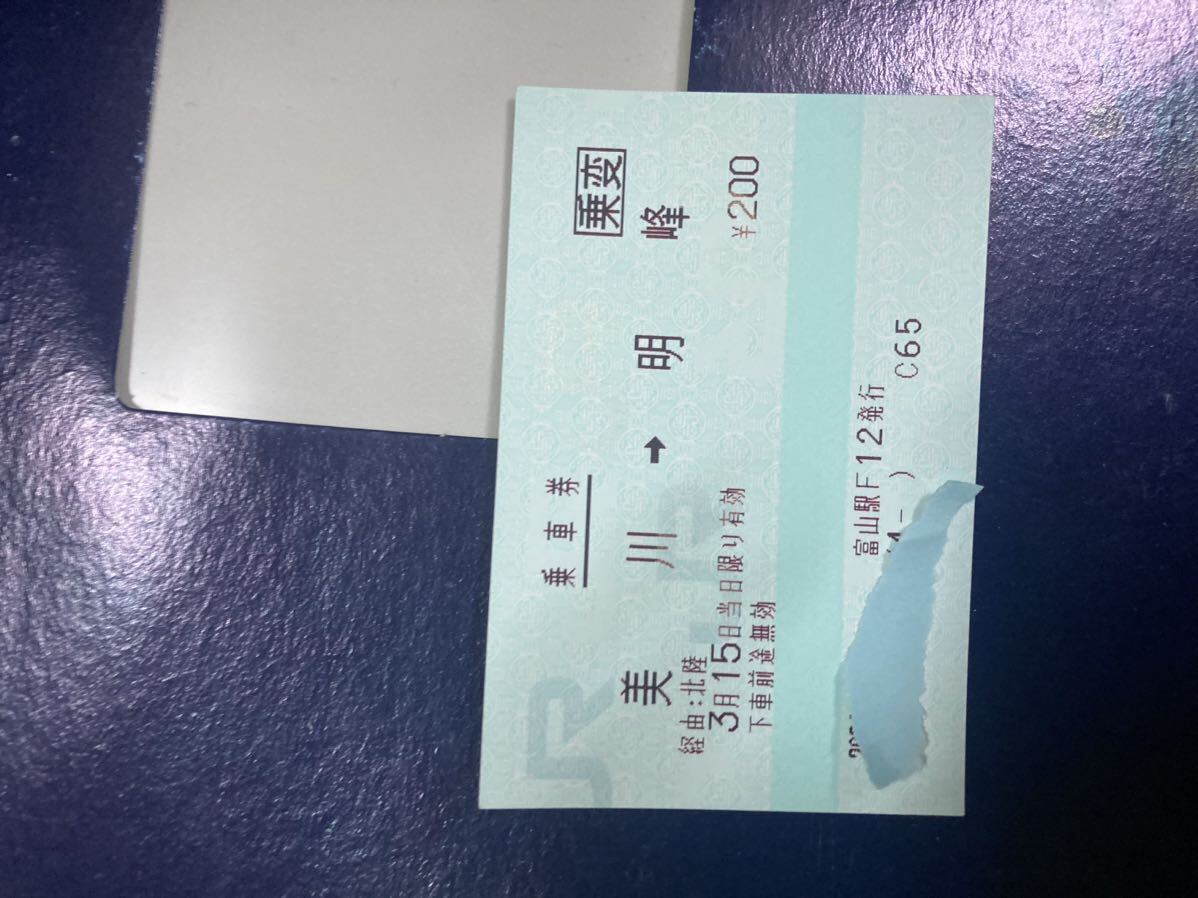 乗車券
乗変
美川 → 明峰
経由:北陸
3月15日当日限り有効 ¥200
下車前途無効
富山駅F12発行
(4- ) C65
JR